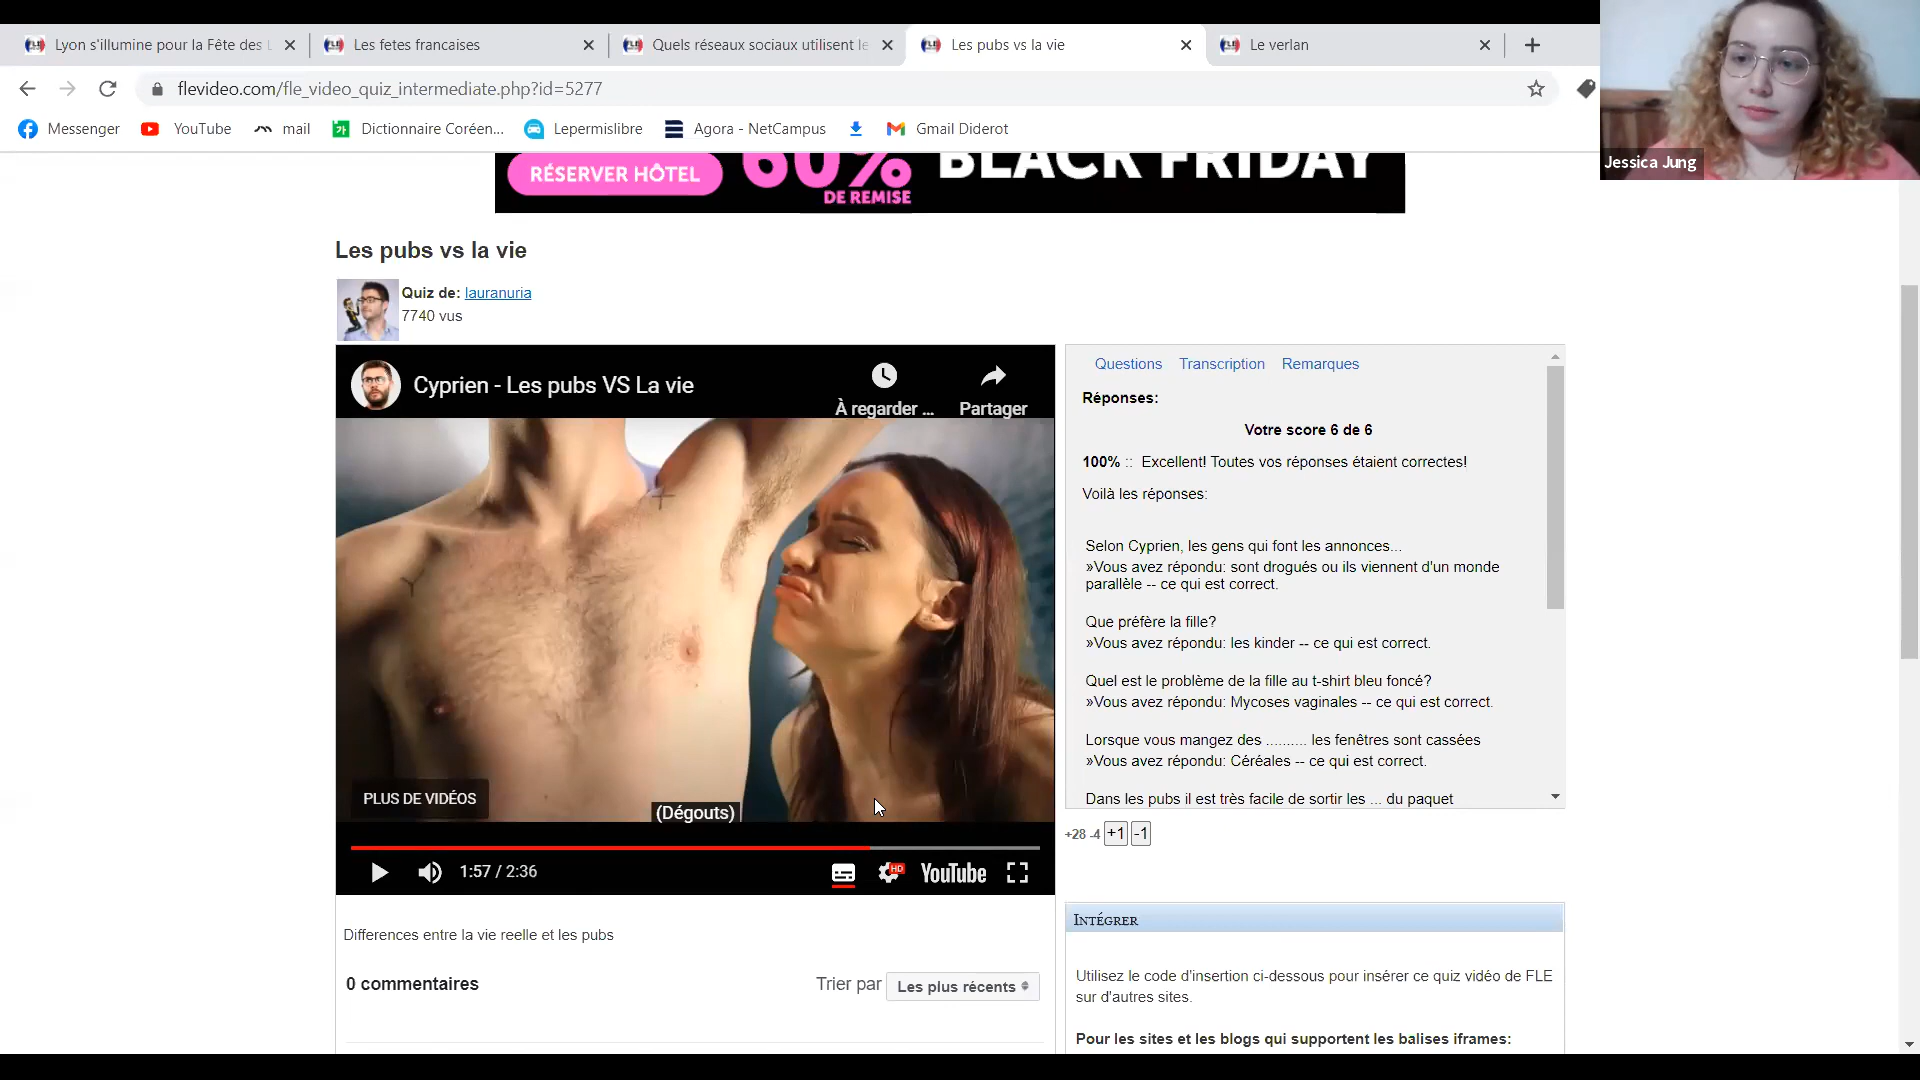 Lyon s'illumine pour la Fête des
Les fetes francaises
Quels réseaux sociaux utilisent le
Les pubs vs la vie
Le verlan
flevideo.com/fle_video_quiz_intermediate.php?id=5277
Messenger
YouTube
mail
Dictionnaire Coréen...
Lepermislibre
Agora - NetCampus
Gmail Diderot
Jessica Jung
RÉSERVER HÔTEL
60%
DE REMISE
BLACK FRIDAY
Les pubs vs la vie
Quiz de: lauranuria
7740 vus
Cyprien - Les pubs VS La vie
À regarder ...
Partager
PLUS DE VIDÉOS
(Dégouts)
1:57 / 2:36
HD
YouTube
Differences entre la vie reelle et les pubs
0 commentaires
Trier par
Les plus récents
Questions
Transcription
Remarques
Réponses:
Votre score 6 de 6
100% :: Excellent! Toutes vos réponses étaient correctes!
Voilà les réponses:
Selon Cyprien, les gens qui font les annonces...
»Vous avez répondu: sont drogués ou ils viennent d'un monde
parallèle -- ce qui est correct.
Que préfère la fille?
»Vous avez répondu: les kinder -- ce qui est correct.
Quel est le problème de la fille au t-shirt bleu foncé?
»Vous avez répondu: Mycoses vaginales -- ce qui est correct.
Lorsque vous mangez des .......... les fenêtres sont cassées
»Vous avez répondu: Céréales -- ce qui est correct.
Dans les pubs il est très facile de sortir les ... du paquet
+28 -4 +1 -1
INTÉGRER
Utilisez le code d'insertion ci-dessous pour insérer ce quiz vidéo de FLE
sur d'autres sites.
Pour les sites et les blogs qui supportent les balises iframes: